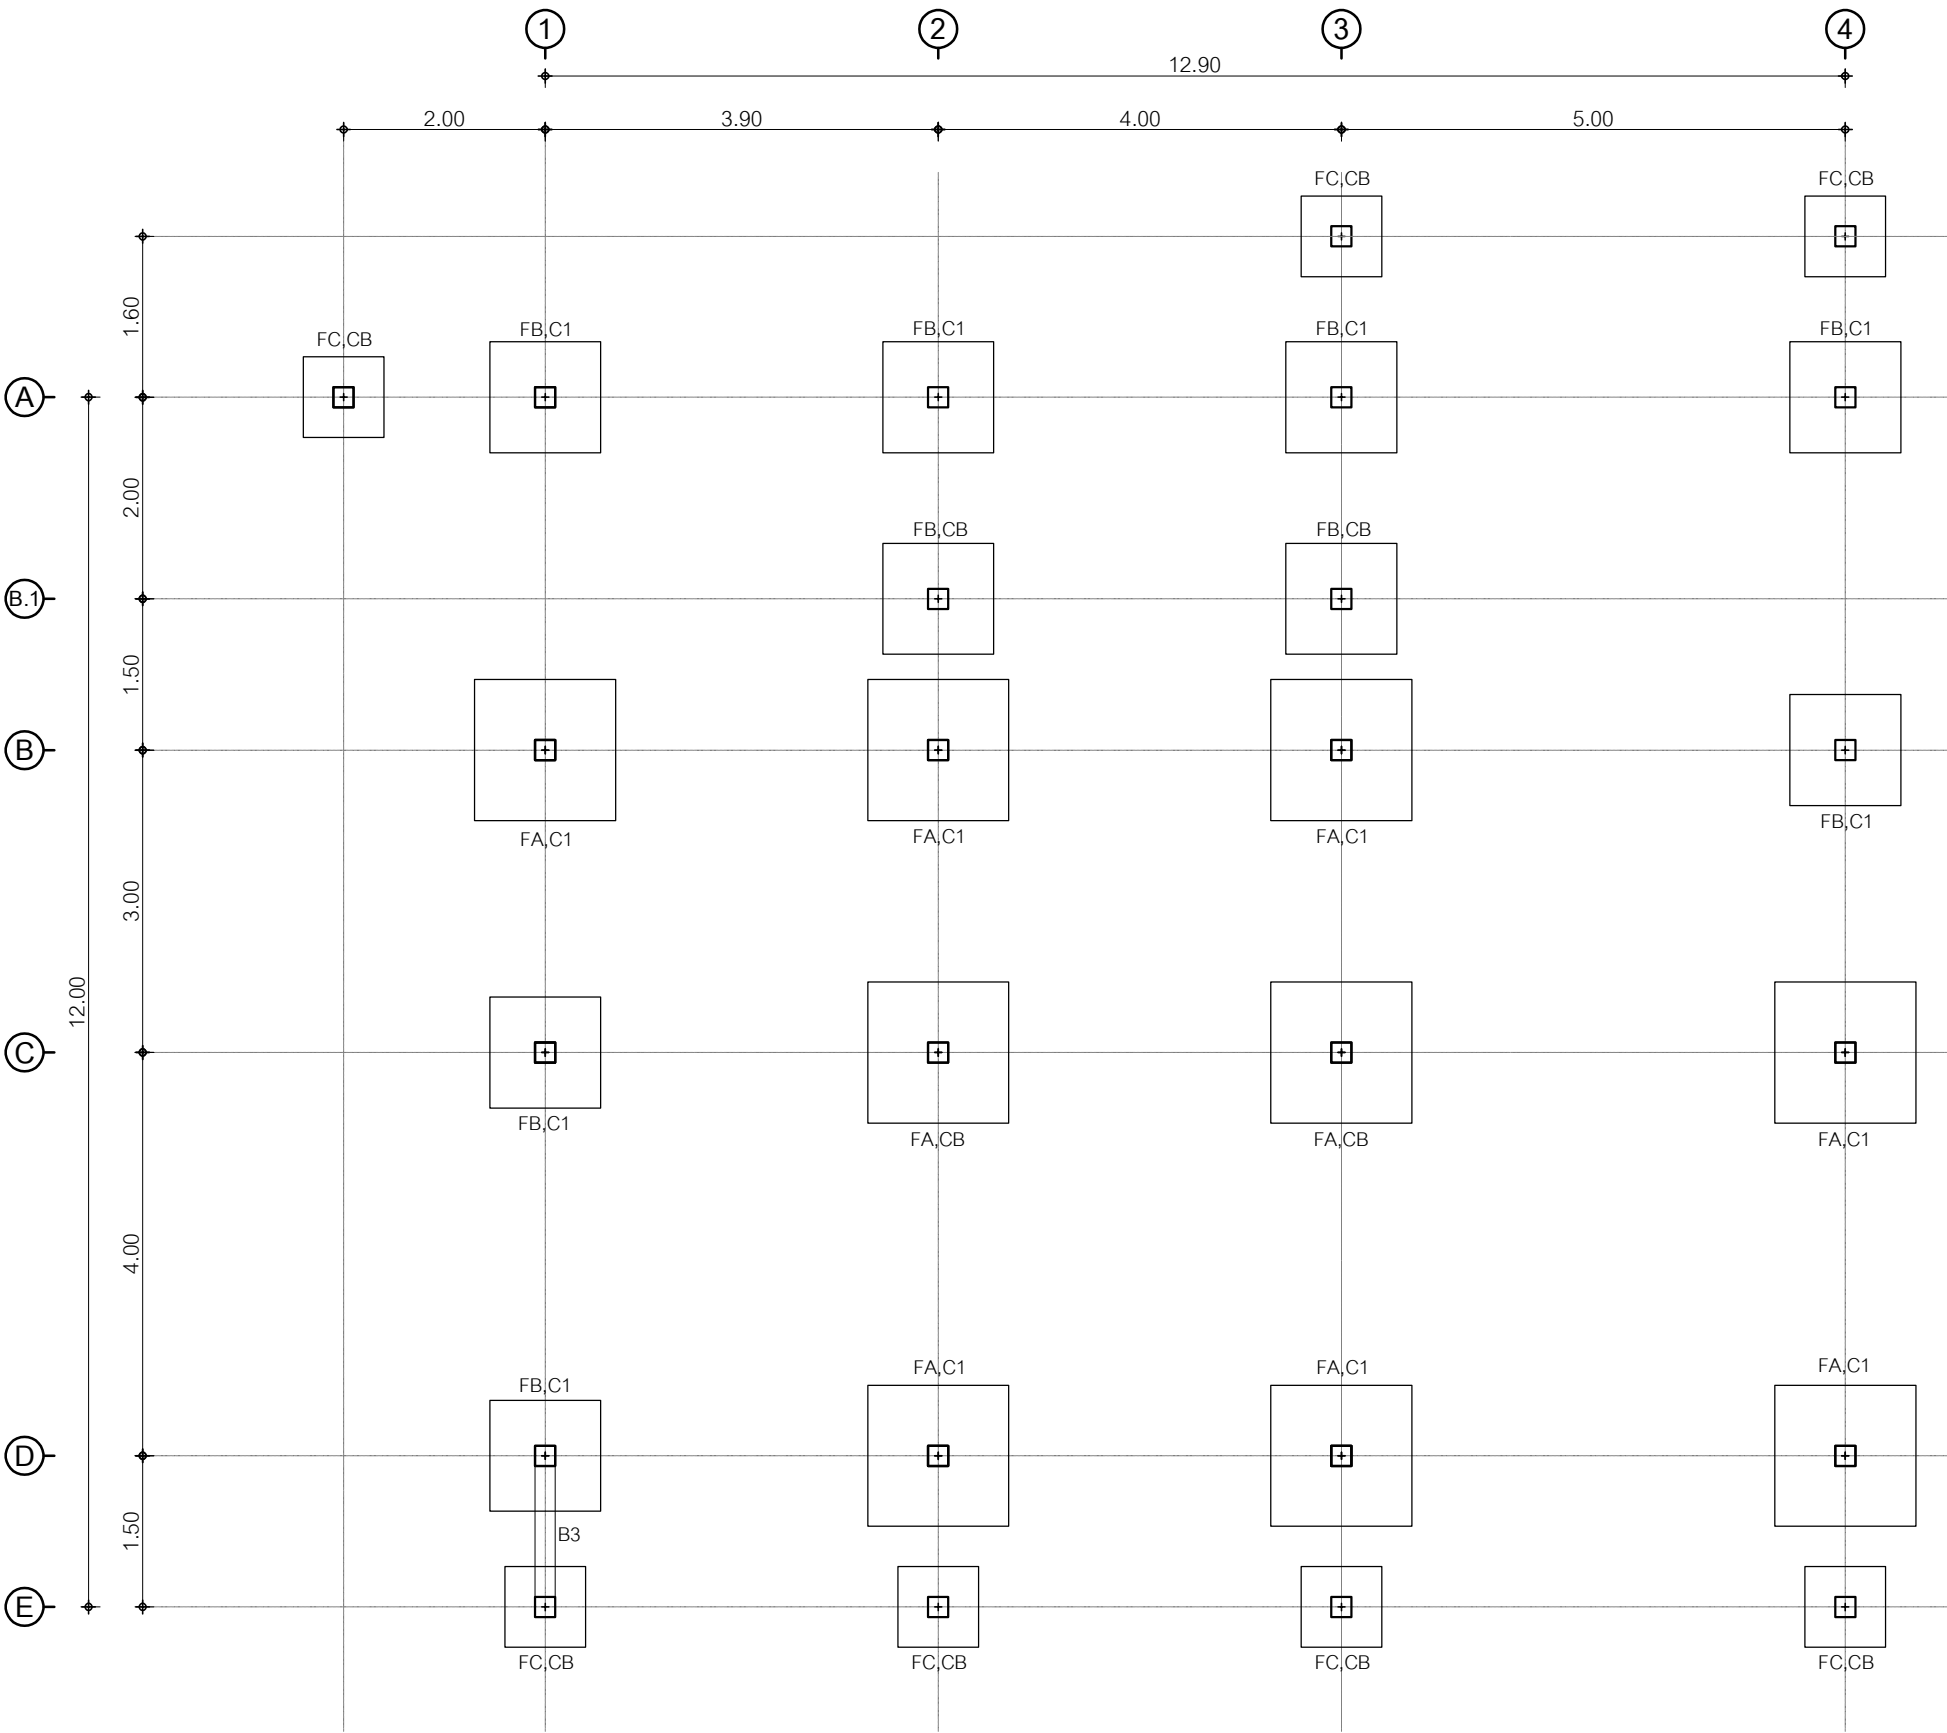 1
2
3
4
12.90
2.00
3.90
4.00
5.00
FC,CB
FC,CB
1.60
FC,CB
FB,C1
FB,C1
FB,C1
FB,C1
A
2.00
FB,CB
FB,CB
B.1
1.50
B
FA,C1
FA,C1
FA,C1
FB,C1
3.00
12.00
C
FB,C1
FA,CB
FA,CB
FA,C1
4.00
FB,C1
FA,C1
FA,C1
FA,C1
D
1.50
B3
E
FC,CB
FC,CB
FC,CB
FC,CB